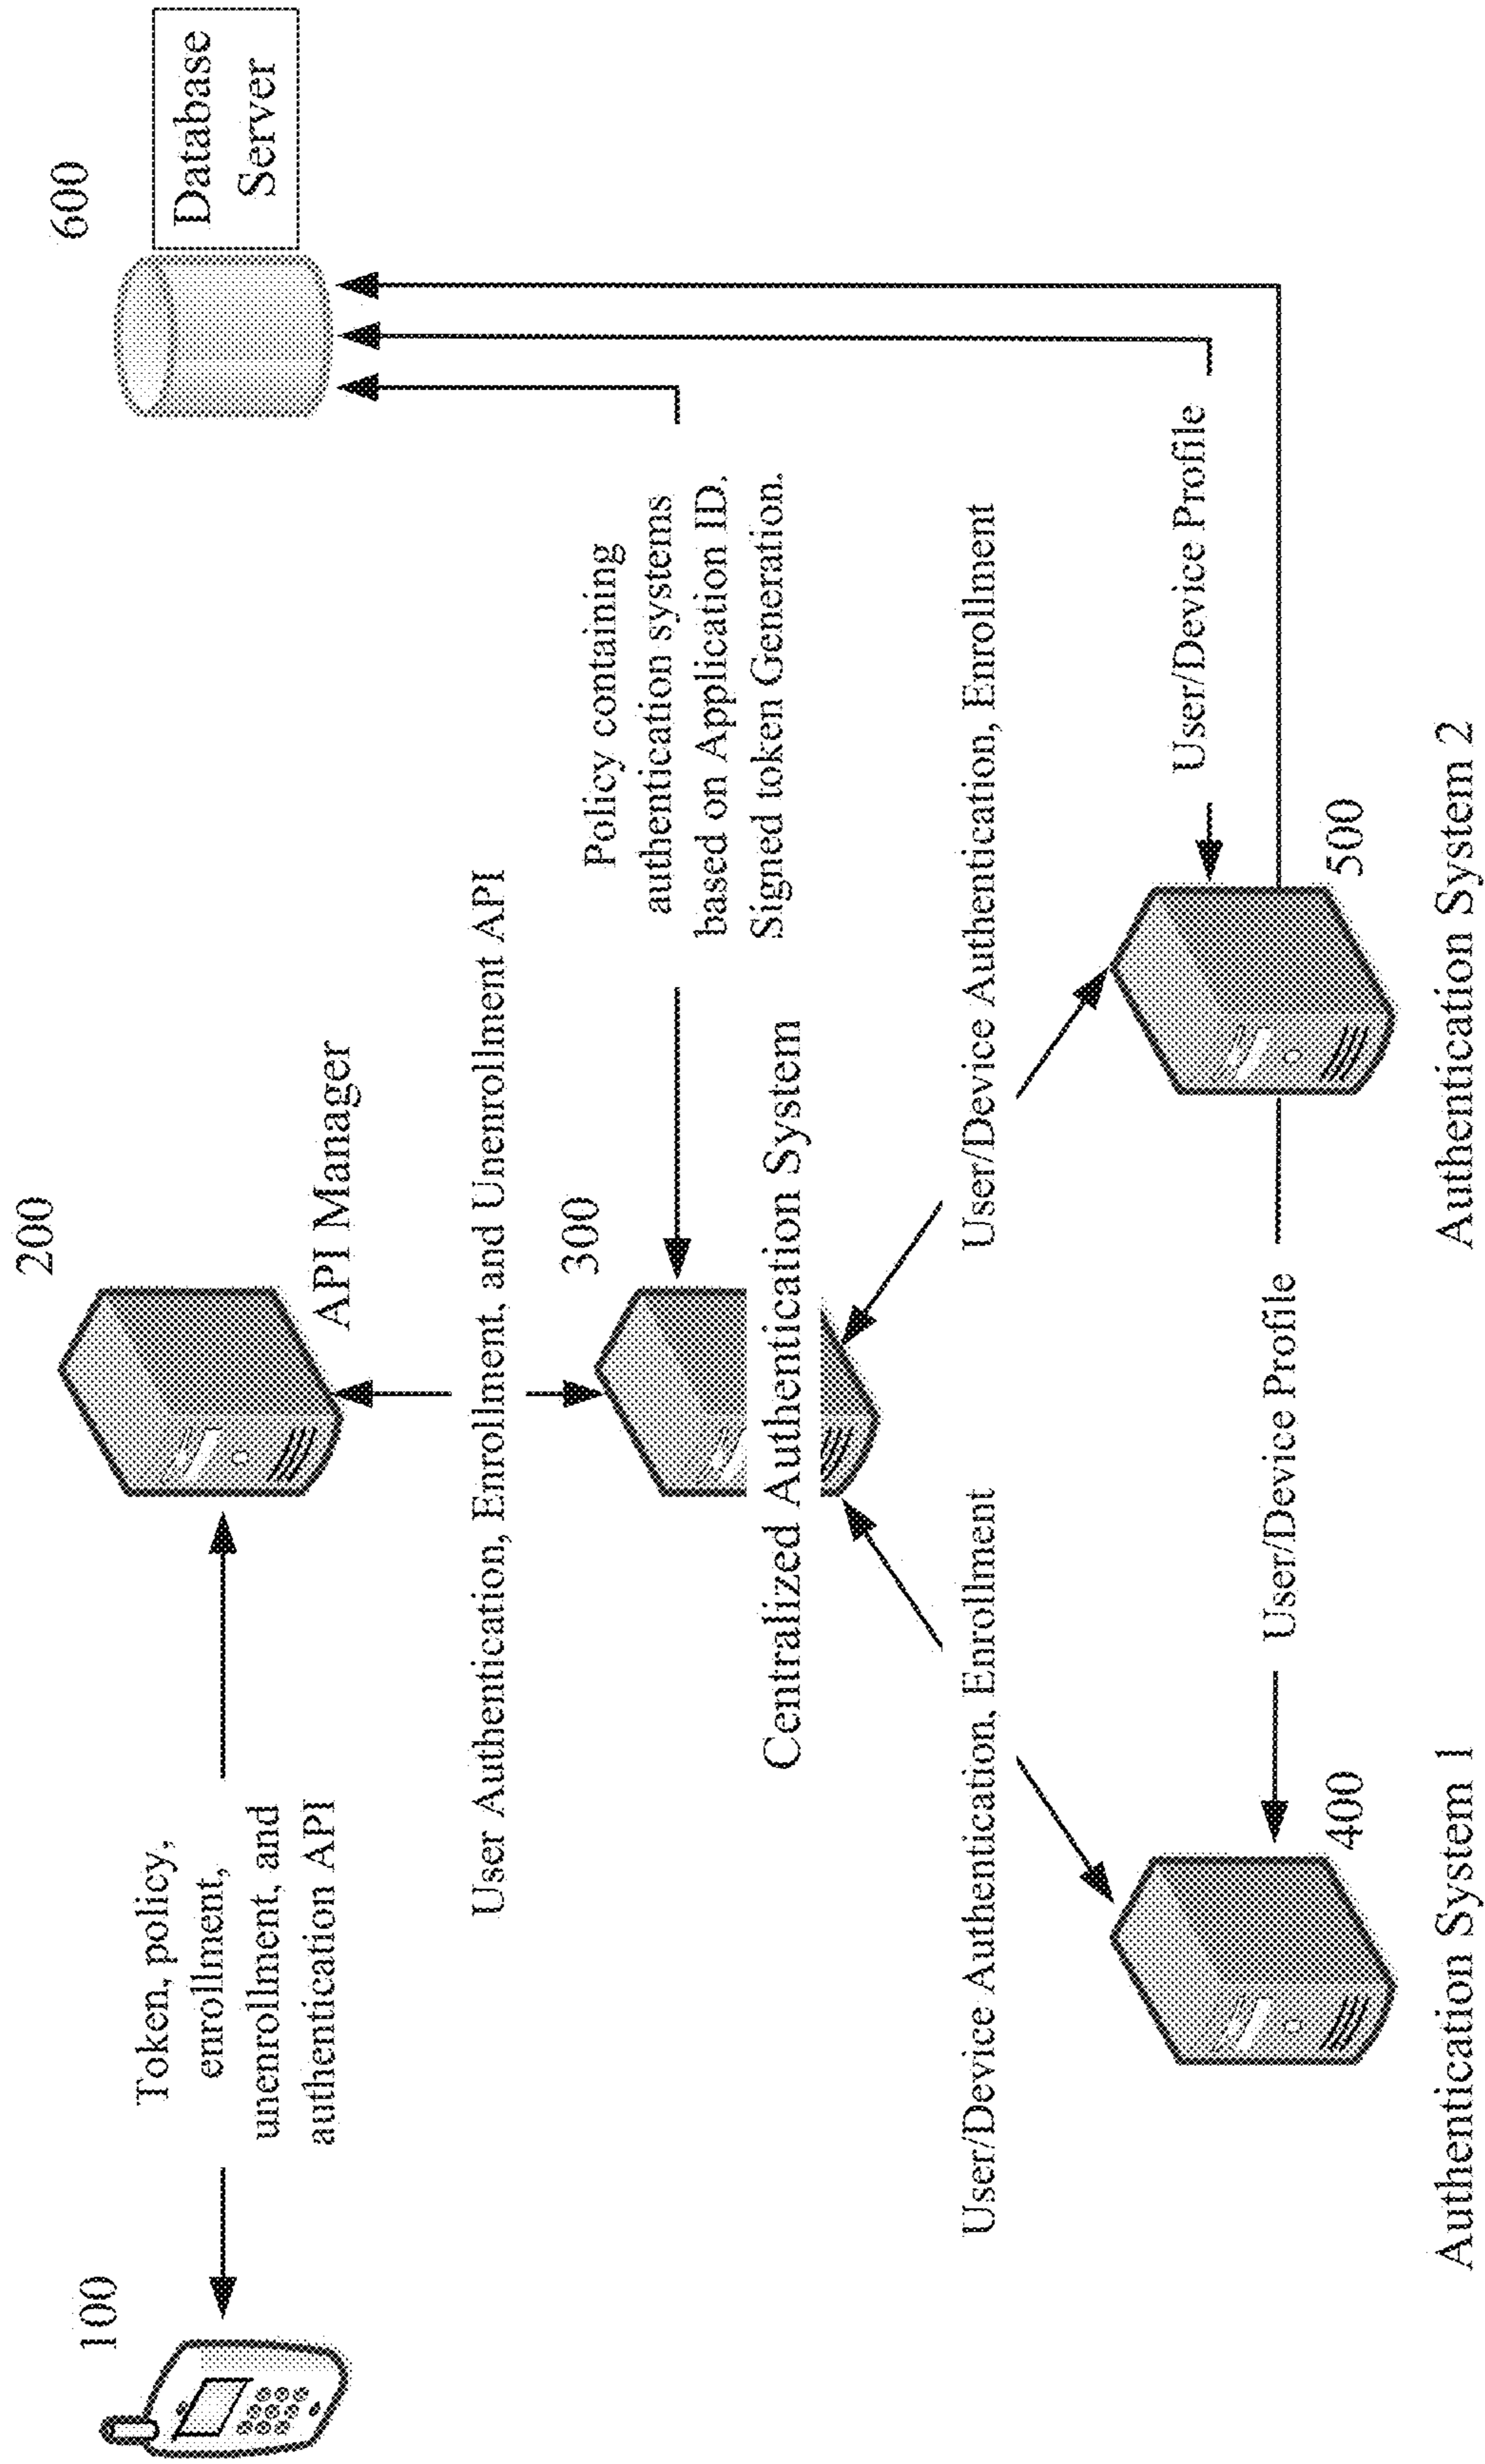 100
Token, policy,
enrollment,
unenrollment, and
authentication API
200
API Manager
600
Database
Server
User Authentication, Enrollment, and Unenrollment API
300
Centralized Authentication System
Policy containing
authentication systems
based on Application ID,
Signed token Generation.
User/Device Authentication, Enrollment
User/Device Authentication, Enrollment
User/Device Profile
User/Device Profile
400
Authentication System 1
500
Authentication System 2